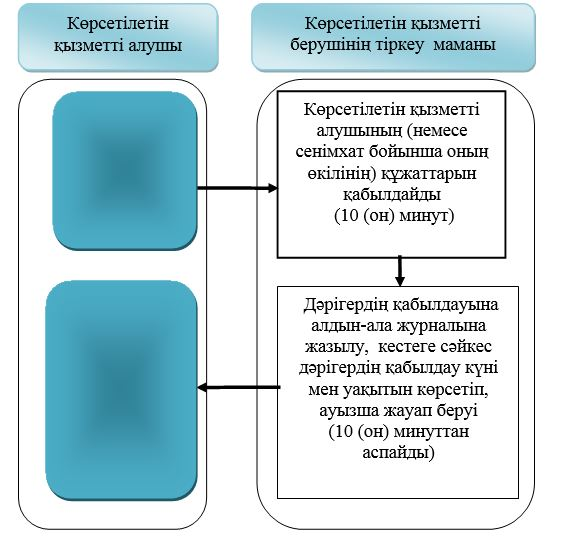 Көрсетілетін
қызметті алушы
Көрсетілетін қызметті
берушінің тіркеу маманы
Көрсетілетін қызметті
алушының (немесе
сенімхат бойынша оның
өкілінің) құжаттарын
қабылдайды
(10 (он) минут)
Дәрігердің қабылдауына
алдын-ала журналына
жазылу, кестеге сәйкес
дәрігердің қабылдау күні
мен уақытын көрсетіп,
ауызша жауап беруі
(10 (он) минуттан
аспайды)